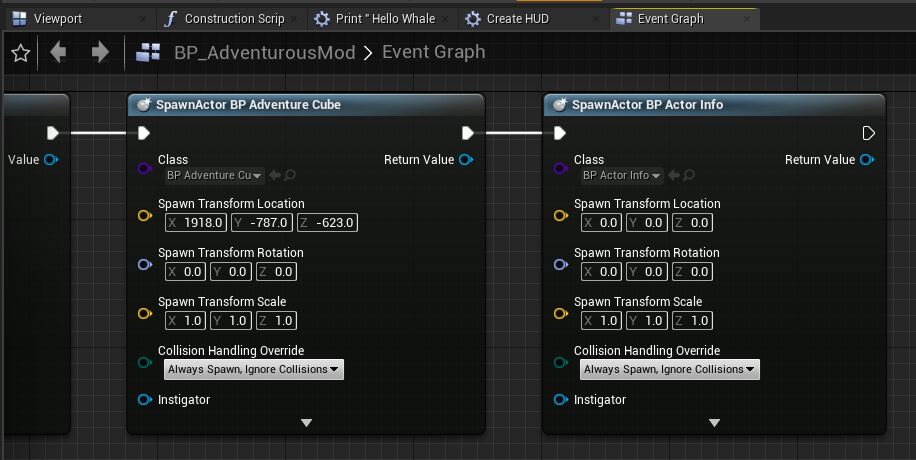 Viewport
Construction Scrip
Print " Hello Whale
Create HUD
Event Graph
BP_AdventurousMod > Event Graph
Value
SpawnActor BP Adventure Cube
Class
Return Value
BP Adventure Cu
Spawn Transform Location
X 1918.0 Y -787.0 Z -623.0
Spawn Transform Rotation
X 0.0 Y 0.0 Z 0.0
Spawn Transform Scale
X 1.0 Y 1.0 Z 1.0
Collision Handling Override
Always Spawn, Ignore Collisions
Instigator
SpawnActor BP Actor Info
Class
Return Value
BP Actor Info
Spawn Transform Location
X 0.0 Y 0.0 Z 0.0
Spawn Transform Rotation
X 0.0 Y 0.0 Z 0.0
Spawn Transform Scale
X 1.0 Y 1.0 Z 1.0
Collision Handling Override
Always Spawn, Ignore Collisions
Instigator